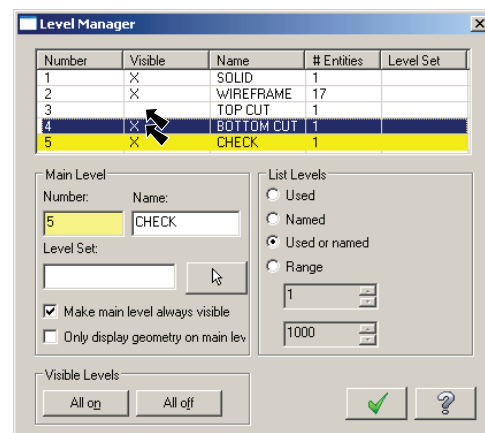 Level Manager
Number Visible Name # Entities Level Set
1 X SOLID 1
2 X WIREFRAME 17
3 TOP CUT 1
4 X BOTTOM CUT 1
5 X CHECK 1
Main Level
Number: Name:
5 CHECK
Level Set:
Make main level always visible
Only display geometry on main lev
List Levels
Used
Named
Used or named
Range
1
1000
Visible Levels
All on All off